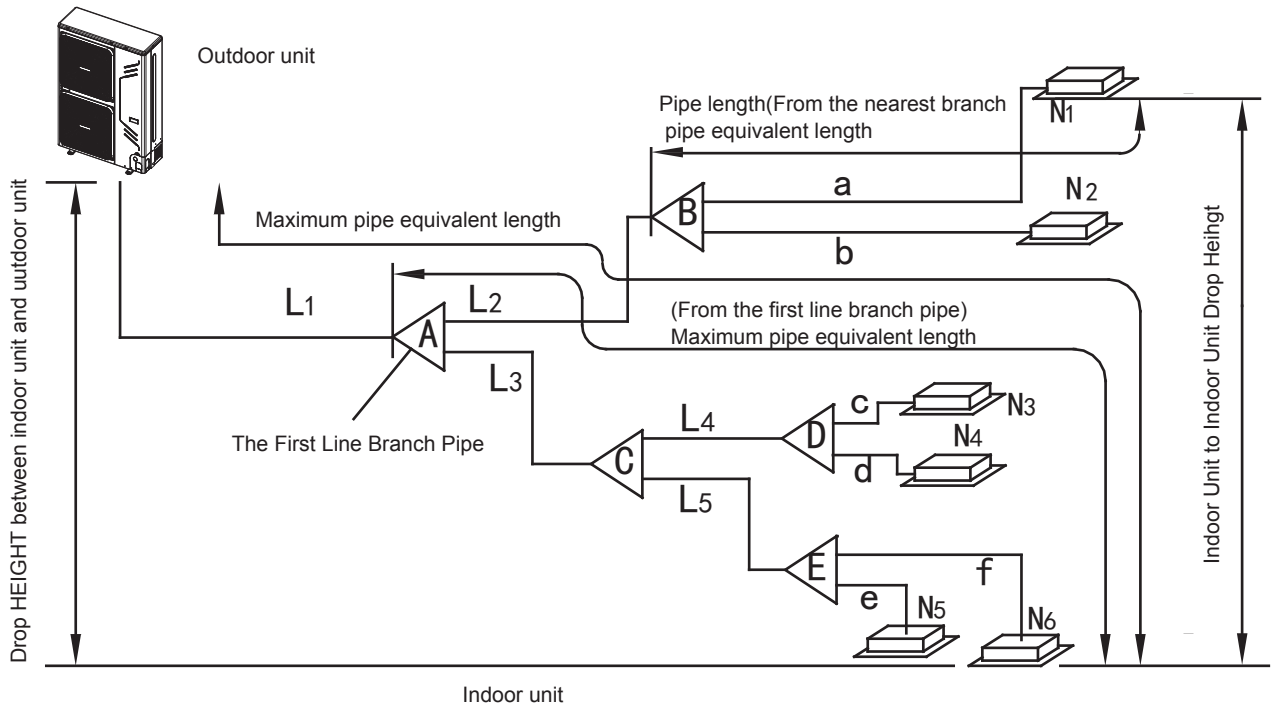 Outdoor unit
Pipe length(From the nearest branch
pipe equivalent length
N1
a
N2
B
b
Maximum pipe equivalent length
L1
L2
(From the first line branch pipe)
Maximum pipe equivalent length
A
L3
The First Line Branch Pipe
c
N3
L4
D
N4
d
C
L5
E
f
e
N5
N6
Drop HEIGHT between indoor unit and uutdoor unit
Indoor Unit to Indoor Unit Drop Heihgt
Indoor unit